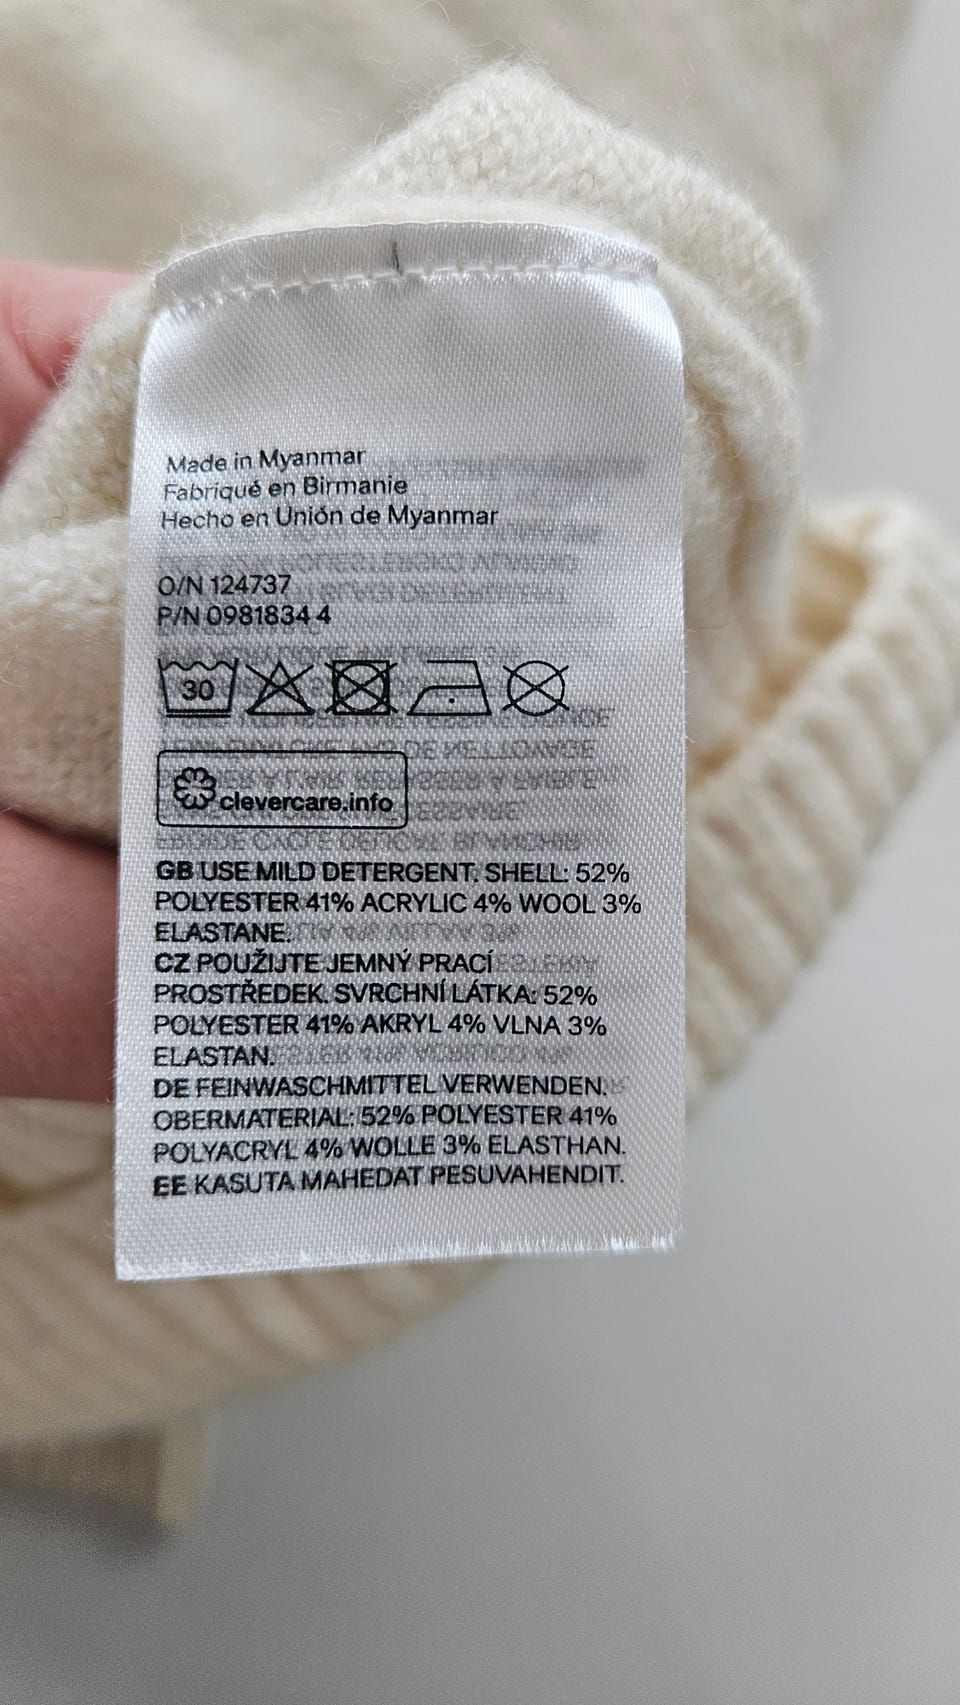 Made in Myanmar
Fabriqué en Birmanie
Hecho en Unión de Myanmar
O/N 124737
P/N 0981834 4
30
clevercare.info
GB USE MILD DETERGENT. SHELL: 52%
POLYESTER 41% ACRYLIC 4% WOOL 3%
ELASTANE.
CZ POUŽIJTE JEMNÝ PRACÍ
PROSTŘEDEK. SVRCHNÍ LÁTKA: 52%
POLYESTER 41% AKRYL 4% VLNA 3%
ELASTAN.
DE FEINWASCHMITTEL VERWENDEN.
OBERMATERIAL: 52% POLYESTER 41%
POLYACRYL 4% WOLLE 3% ELASTHAN.
EE KASUTA MAHEDAT PESUVAHENDIT.